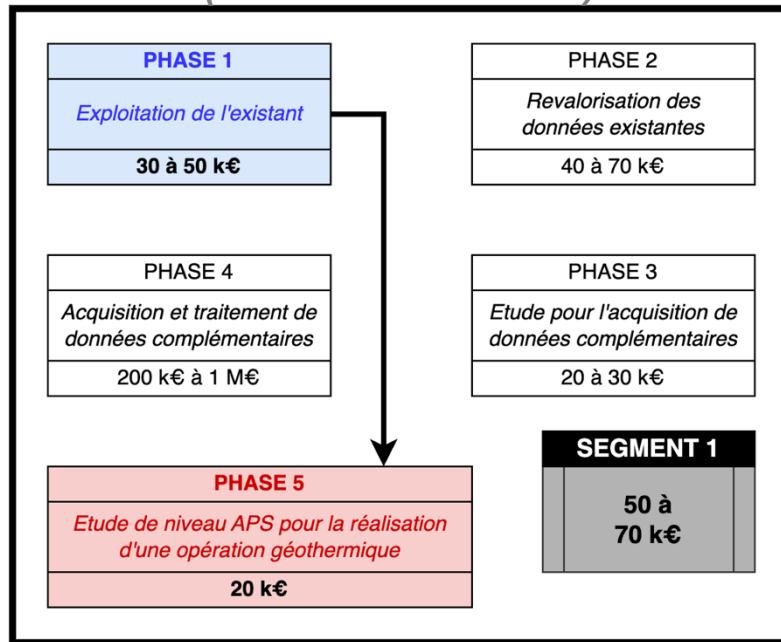 PHASE 1
Exploitation de l'existant
30 à 50 k€
PHASE 2
Revalorisation des
données existantes
40 à 70 k€
PHASE 4
Acquisition et traitement de
données complémentaires
200 k€ à 1 M€
PHASE 3
Etude pour l'acquisition de
données complémentaires
20 à 30 k€
PHASE 5
Etude de niveau APS pour la réalisation
d'une opération géothermique
20 k€
SEGMENT 1
50 à
70 k€